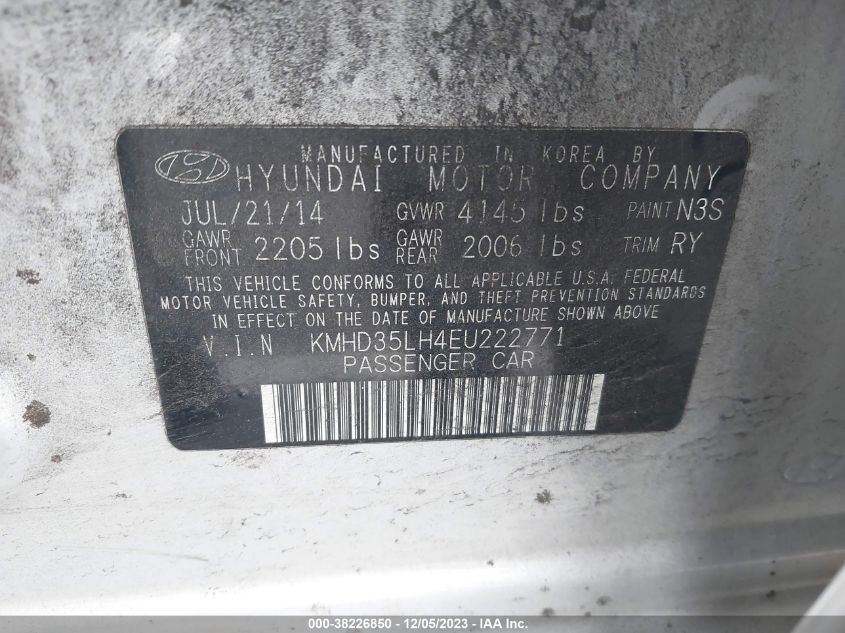 MANUFACTURED IN KOREA BY
HYUNDAI MOTOR COMPANY
JUL/21/14 GVWR 4145 lbs PAINT N3S
GAWR FRONT 2205 lbs GAWR REAR 2006 lbs TRIM RY
THIS VEHICLE CONFORMS TO ALL APPLICABLE U.S.A. FEDERAL
MOTOR VEHICLE SAFETY, BUMPER, AND THEFT PREVENTION STANDARDS
IN EFFECT ON THE DATE OF MANUFACTURE SHOWN ABOVE
V.I.N KMHD35LH4EU222771
PASSENGER CAR
000-38226850 - 12/05/2023 - IAA Inc.